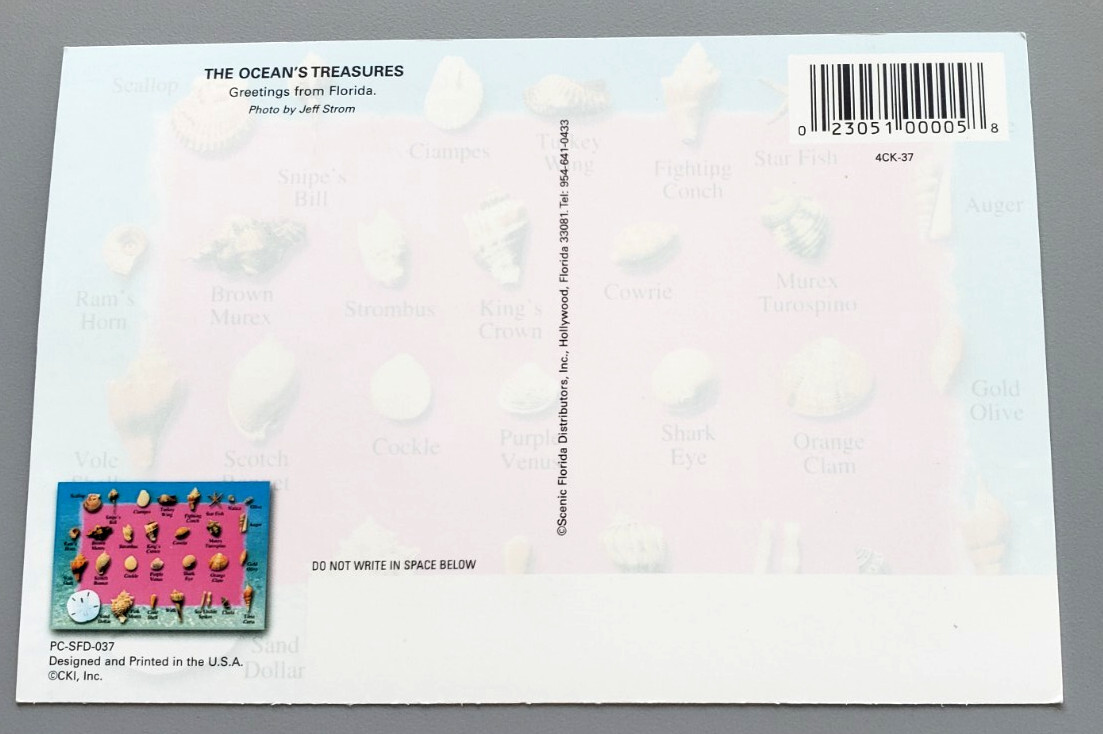 THE OCEAN'S TREASURES
Greetings from Florida.
Photo by Jeff Strom
0 23051 00005 8
4CK-37
Scallop
Snipe's
Bill
Ciampes
Turkey
Wing
Fighting
Conch
Star Fish
Auger
Ram's
Horn
Brown
Murex
Strombus
King's
Crown
Cowrie
Murex
Turospino
Vole
Scotch
Cockle
Purple
Venus
Shark
Eye
Orange
Clam
Gold
Olive
©Scenic Florida Distributors, Inc., Hollywood, Florida 33081. Tel: 954-641-0433
DO NOT WRITE IN SPACE BELOW
Sand
Dollar
PC-SFD-037
Designed and Printed in the U.S.A.
©CKI, Inc.